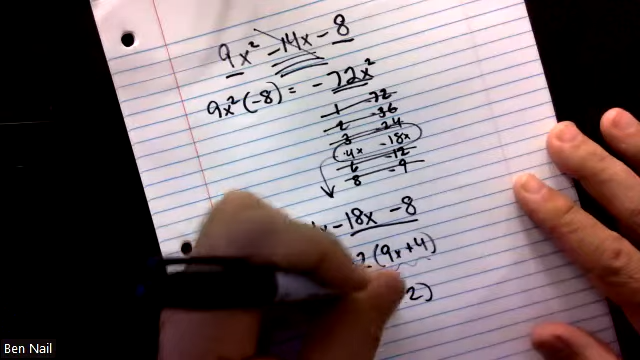 9x² -14x - 8
9x²(-8) = -72x²
1 -72
2 -36
3 -24
4x -18x
6 -12
8 -9
-18x -8
(9x+4)
2)
Ben Nail